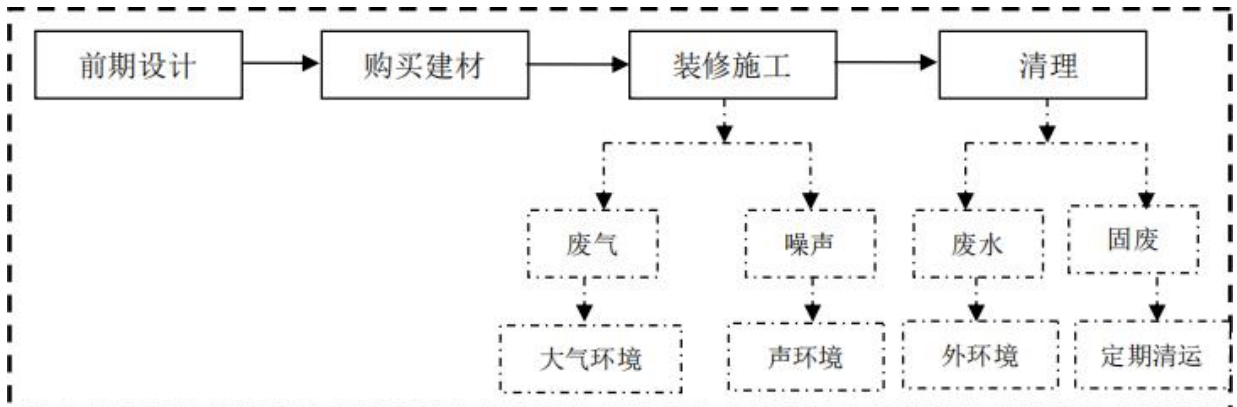 前期设计 购买建材 装修施工 清理
废气 噪声 废水 固废
大气环境 声环境 外环境 定期清运